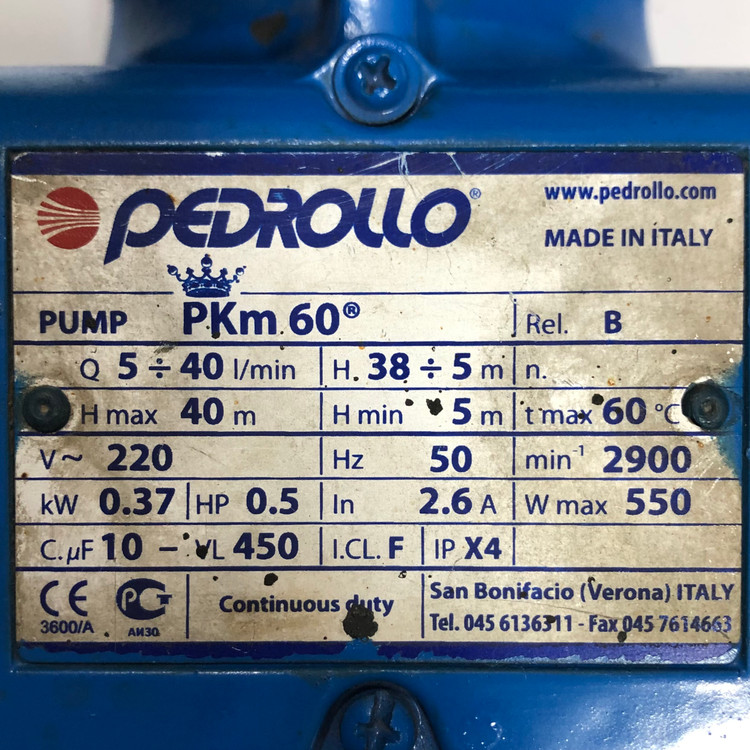 PEDROLLO®
www.pedrollo.com
MADE IN ITALY
PUMP PKm 60® Rel. B
Q 5 ÷ 40 l/min H. 38 ÷ 5 m n.
H max 40 m H min 5 m t max 60 °C
V~ 220 Hz 50 min⁻¹ 2900
kW 0.37 HP 0.5 In 2.6 A W max 550
C.µF 10 – VL 450 I.CL. F IP X4
CE PCT Continuous duty San Bonifacio (Verona) ITALY
3600/A АИ30 Tel. 045 6136311 - Fax 045 7614663